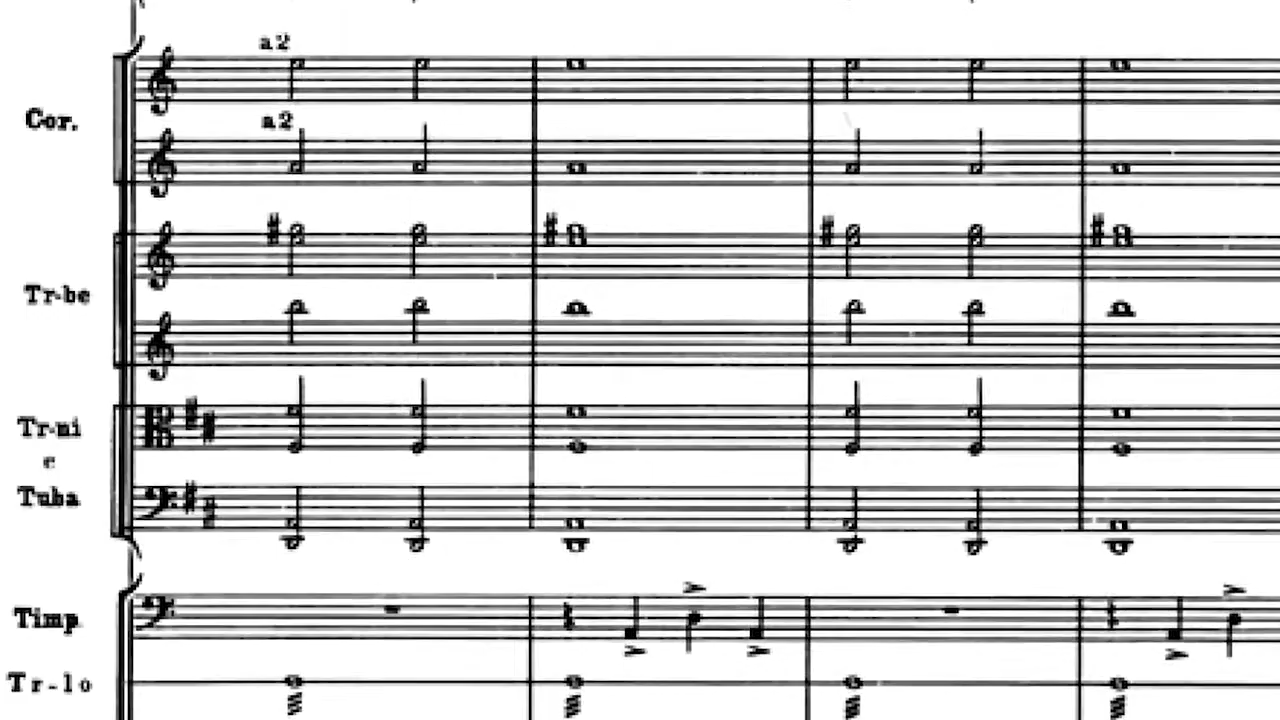 a2
Cor.
a2
Tr-be
Tr-ni
e
Tuba
Timp.
Tr-lo